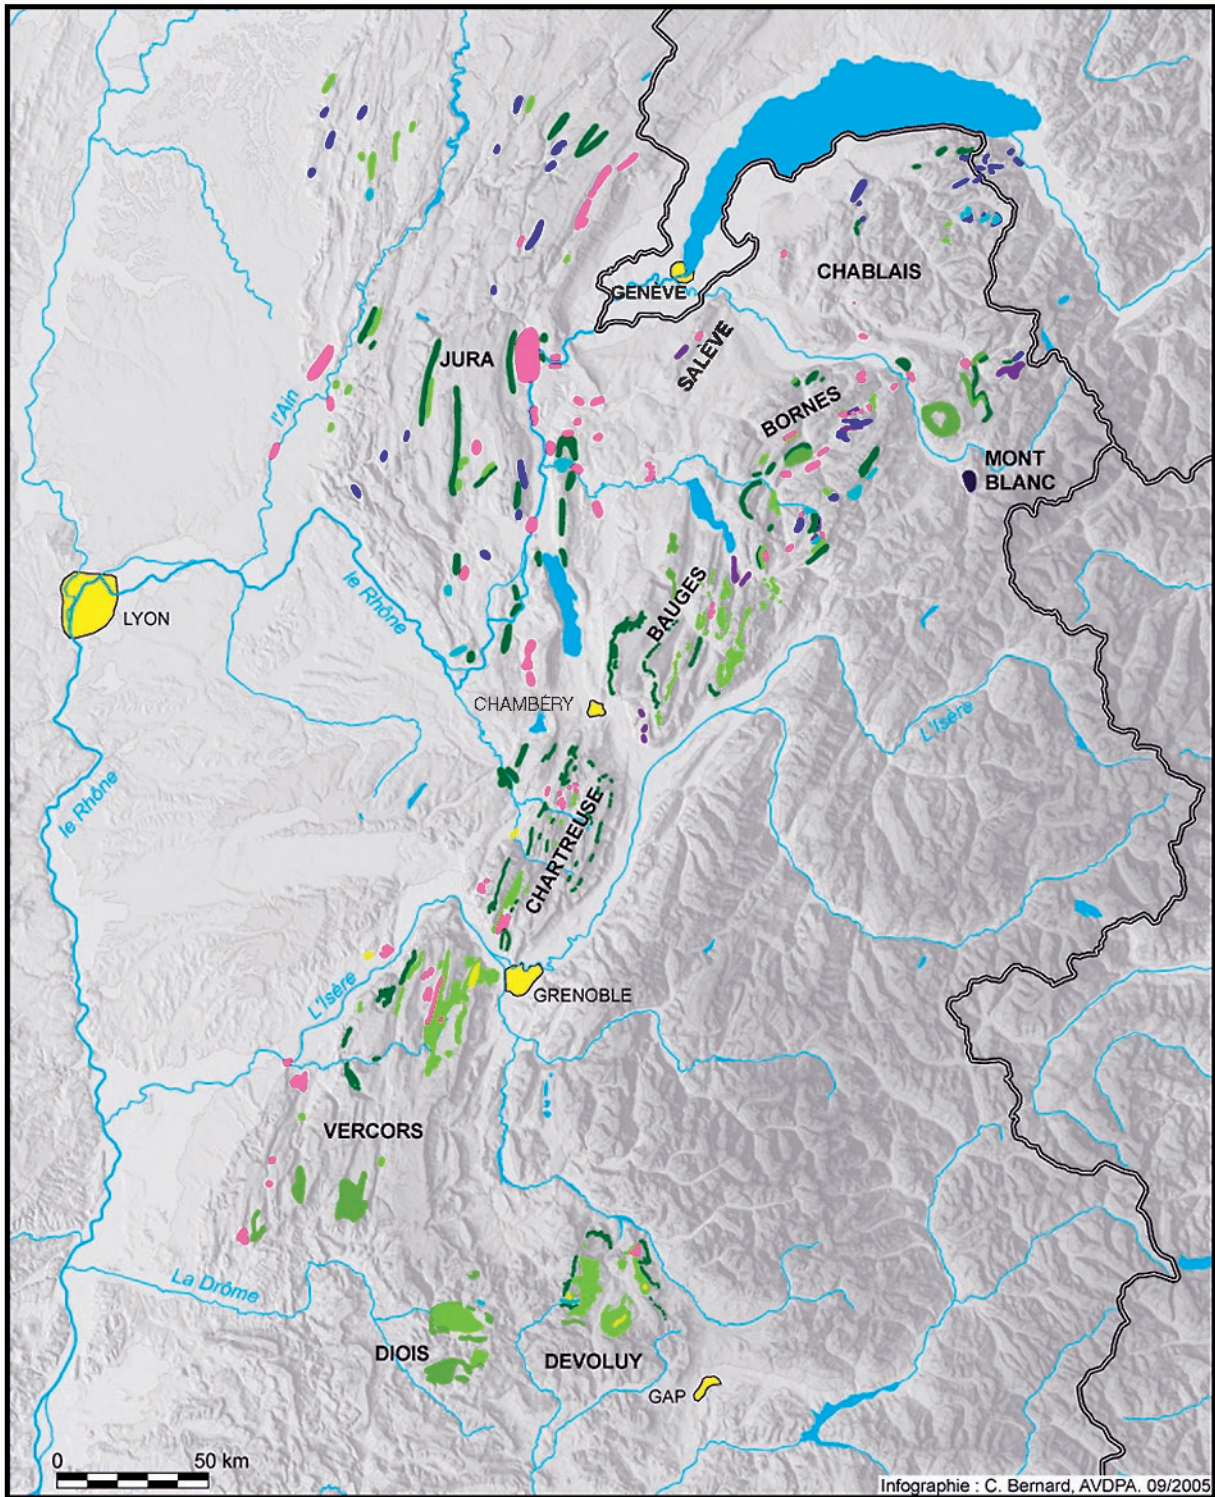 CHABLAIS
GENÈVE
SALÈVE
JURA
l'Ain
BORNES
MONT
BLANC
le Rhône
LYON
BAUGES
CHAMBÉRY
L'Isère
le Rhône
CHARTREUSE
L'Isère
GRENOBLE
VERCORS
La Drôme
DIOIS
DEVOLUY
GAP
0 50 km
Infographie : C. Bernard, AVDPA. 09/2005